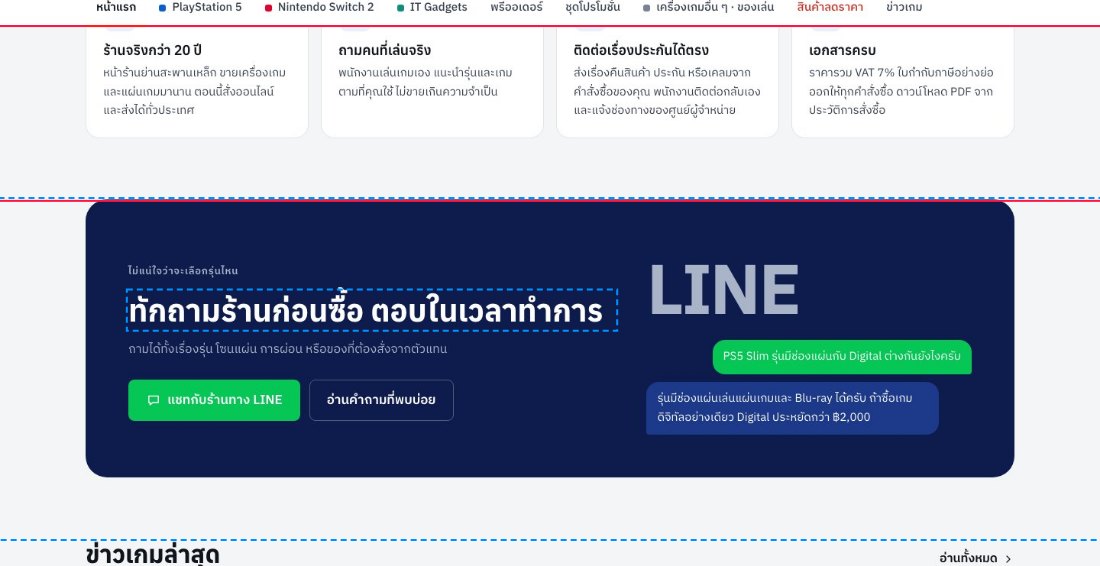 หน้าแรก PlayStation 5 Nintendo Switch 2 IT Gadgets พรีออเดอร์ ชุดโปรโมชั่น เครื่องเกมอื่น ๆ · ของเล่น สินค้าลดราคา ข่าวเกม
ร้านจริงกว่า 20 ปี
หน้าร้านย่านสะพานเหล็ก ขายเครื่องเกม
และแผ่นเกมมานาน ตอนนี้สั่งออนไลน์
และส่งได้ทั่วประเทศ
ถามคนที่เล่นจริง
พนักงานเล่นเกมเอง แนะนำรุ่นและเกม
ตามที่คุณใช้ ไม่ขายเกินความจำเป็น
ติดต่อเรื่องประกันได้ตรง
ส่งเรื่องคืนสินค้า ประกัน หรือเคลมจาก
คำสั่งซื้อของคุณ พนักงานติดต่อกลับเอง
และแจ้งช่องทางของศูนย์ผู้จำหน่าย
เอกสารครบ
ราคารวม VAT 7% ใบกำกับภาษีอย่างย่อ
ออกให้ทุกคำสั่งซื้อ ดาวน์โหลด PDF จาก
ประวัติการสั่งซื้อ
ไม่แน่ใจว่าจะเลือกรุ่นไหน
ทักถามร้านก่อนซื้อ ตอบในเวลาทำการ
ถามได้ทั้งเรื่องรุ่น โซนแผ่น การผ่อน หรือของที่ต้องสั่งจากตัวแทน
แชทกับร้านทาง LINE
อ่านคำถามที่พบบ่อย
LINE
PS5 Slim รุ่นมีช่องแผ่นกับ Digital ต่างกันยังไงครับ
รุ่นมีช่องแผ่นเล่นแผ่นเกมและ Blu-ray ได้ครับ ถ้าซื้อเกม
ดิจิทัลอย่างเดียว Digital ประหยัดกว่า ฿2,000
ข่าวเกมล่าสุด
อ่านทั้งหมด